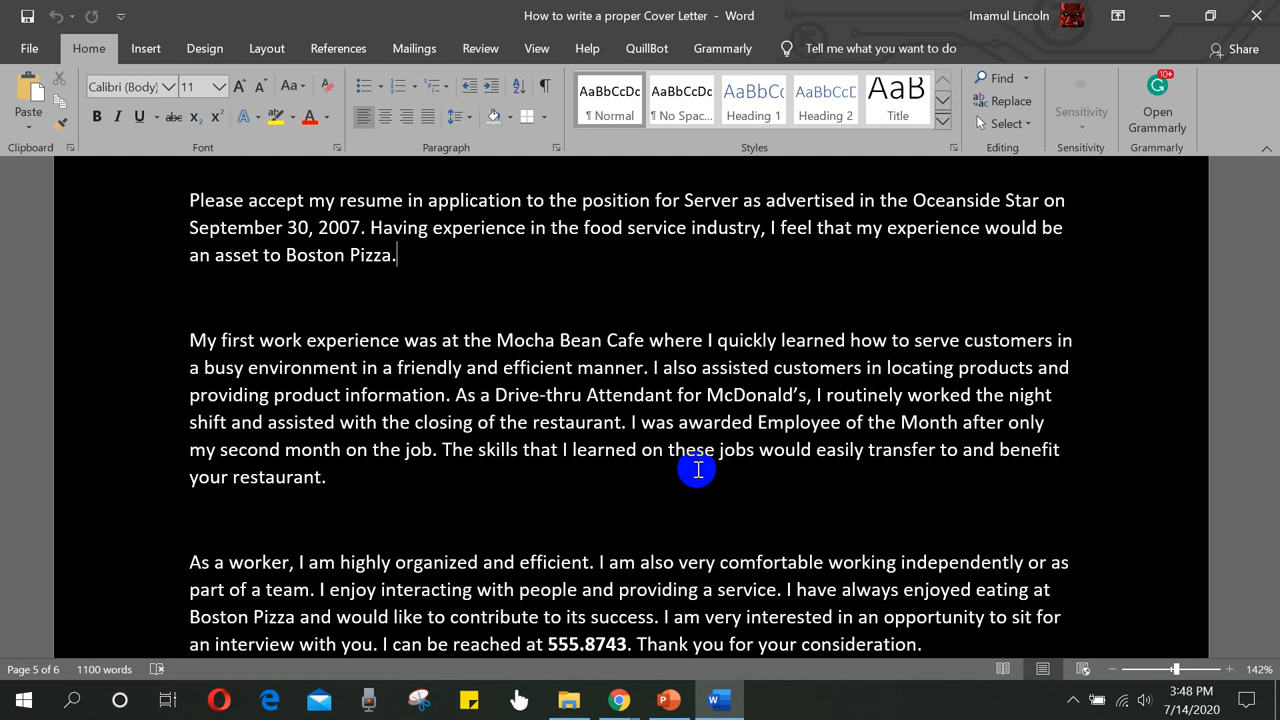 How to write a proper Cover Letter - Word
Imamul Lincoln
File Home Insert Design Layout References Mailings Review View Help QuillBot Grammarly Tell me what you want to do Share
Calibri (Body) 11 Aa
AaBbCcDc AaBbCcDc AaBbCc AaBbCcD AaB
Find
10+
Replace
Select
Paste
B I U abc x₂ x² A A
¶ Normal ¶ No Spac... Heading 1 Heading 2 Title
Sensitivity
Open
Grammarly
Clipboard Font Paragraph Styles Editing Sensitivity Grammarly
Please accept my resume in application to the position for Server as advertised in the Oceanside Star on
September 30, 2007. Having experience in the food service industry, I feel that my experience would be
an asset to Boston Pizza.
My first work experience was at the Mocha Bean Cafe where I quickly learned how to serve customers in
a busy environment in a friendly and efficient manner. I also assisted customers in locating products and
providing product information. As a Drive-thru Attendant for McDonald’s, I routinely worked the night
shift and assisted with the closing of the restaurant. I was awarded Employee of the Month after only
my second month on the job. The skills that I learned on these jobs would easily transfer to and benefit
your restaurant.
As a worker, I am highly organized and efficient. I am also very comfortable working independently or as
part of a team. I enjoy interacting with people and providing a service. I have always enjoyed eating at
Boston Pizza and would like to contribute to its success. I am very interested in an opportunity to sit for
an interview with you. I can be reached at 555.8743. Thank you for your consideration.
Page 5 of 6 1100 words 142%
3:48 PM
7/14/2020